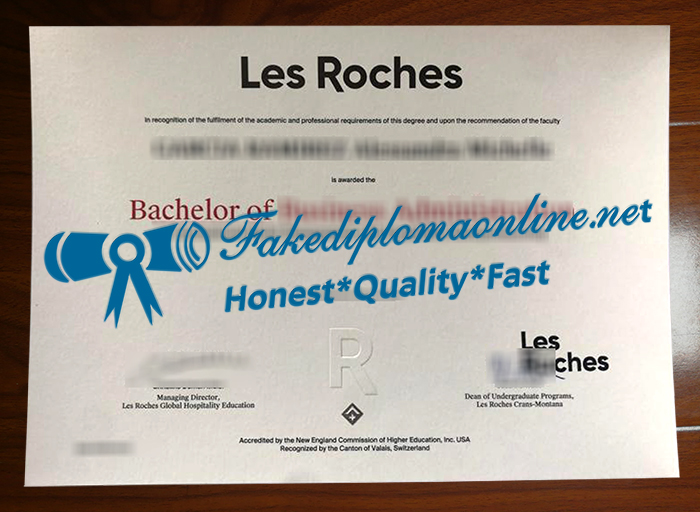 Les Roches
In recognition of the fulfilment of the academic and professional requirements of this degree and upon the recommendation of the faculty
is awarded the
Bachelor of
Fakediplomaonline.net
Honest*Quality*Fast
R
Les
Roches
Managing Director,
Les Roches Global Hospitality Education
Dean of Undergraduate Programs,
Les Roches Crans-Montana
Accredited by the New England Commission of Higher Education, Inc. USA
Recognized by the Canton of Valais, Switzerland